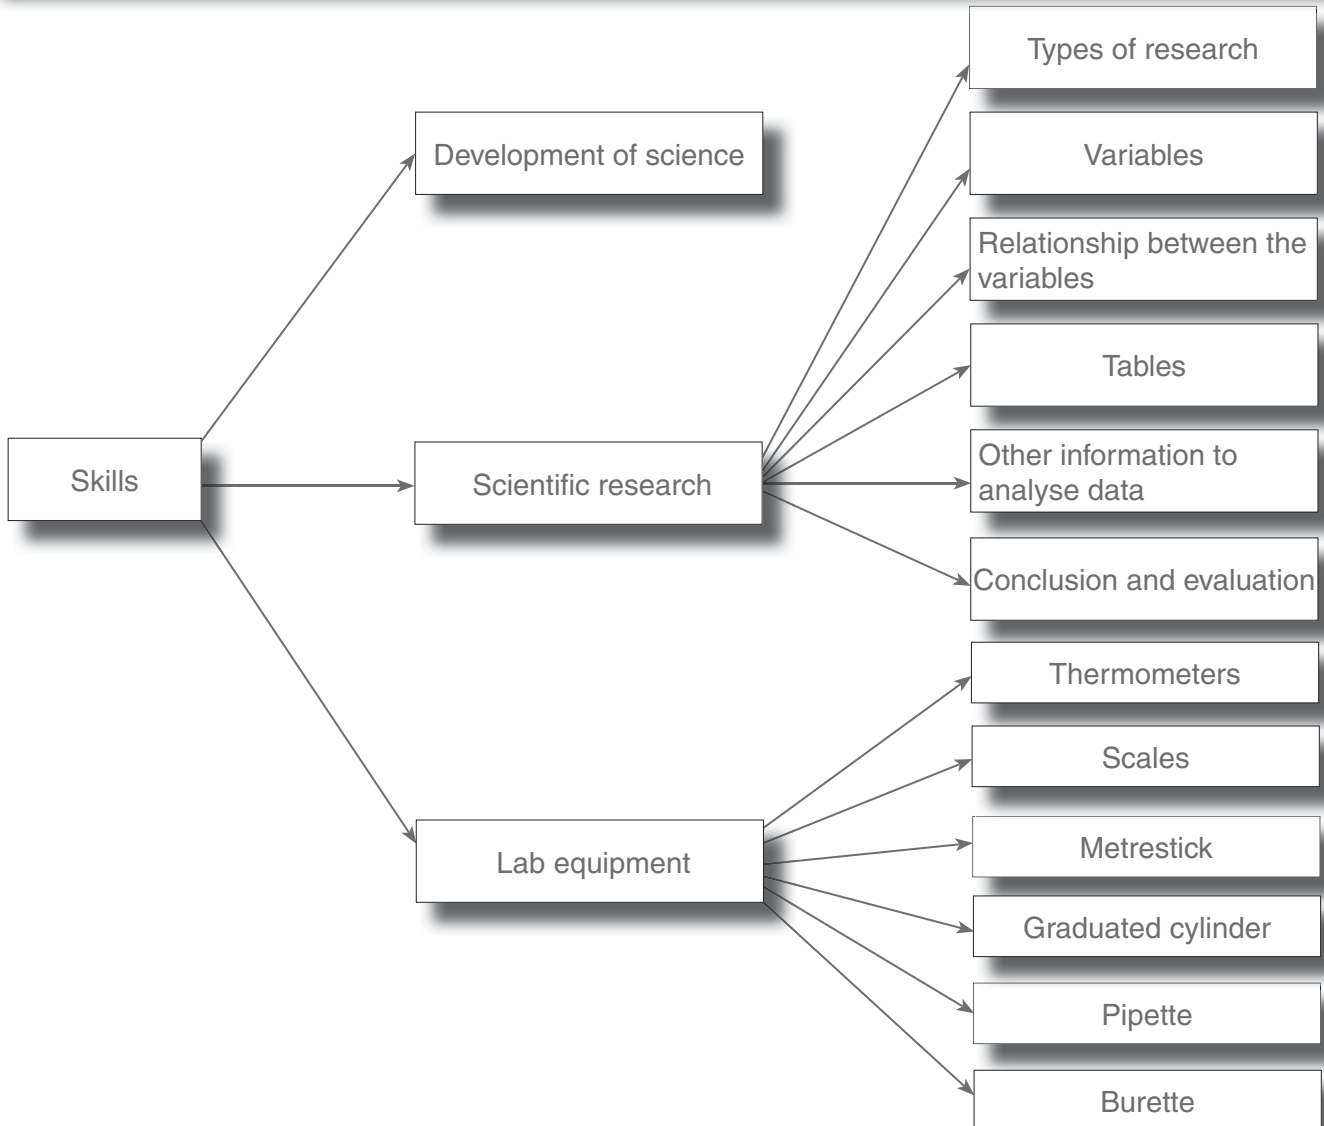 Types of research
Development of science
Variables
Relationship between the
variables
Tables
Skills
Scientific research
Other information to
analyse data
Conclusion and evaluation
Thermometers
Scales
Lab equipment
Metrestick
Graduated cylinder
Pipette
Burette